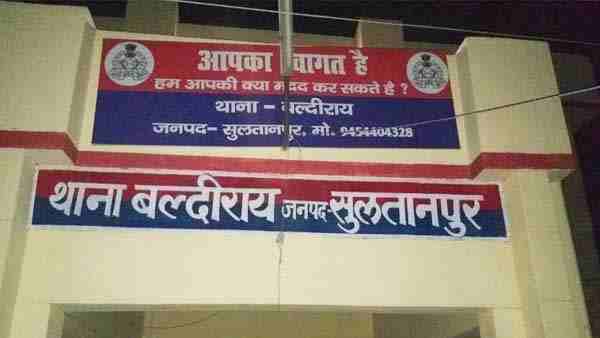 आपका स्वागत है
हम आपकी क्या मदद कर सकते है ?
थाना - बल्दीराय
जनपद- सुलतानपुर, मो. 9454404328
थाना बल्दीराय जनपद-सुलतानपुर